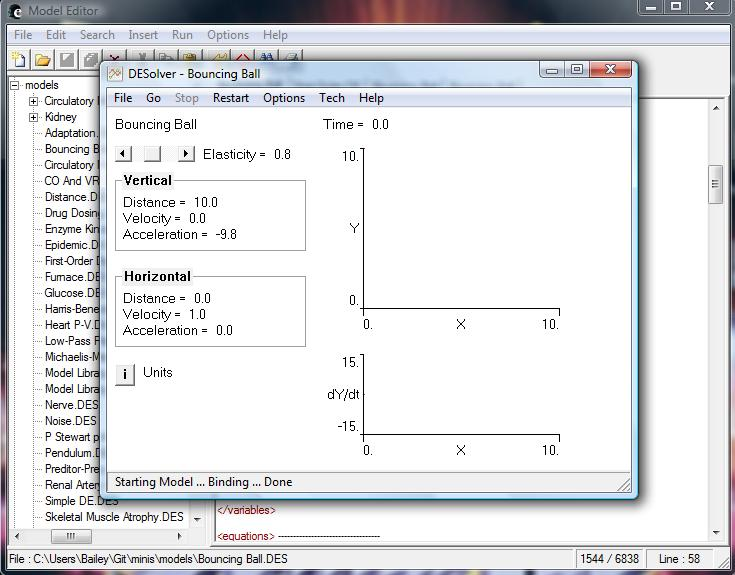 Model Editor
File Edit Search Insert Run Options Help
DESolver - Bouncing Ball
File Go Stop Restart Options Tech Help
Bouncing Ball
Time = 0.0
Elasticity = 0.8
Vertical
Distance = 10.0
Velocity = 0.0
Acceleration = -9.8
Horizontal
Distance = 0.0
Velocity = 1.0
Acceleration = 0.0
i Units
10.
Y
0.
0. X 10.
15.
dY/dt
-15.
0. X 10.
Starting Model ... Binding ... Done
models
Circulatory
Kidney
Adaptation.
Bouncing B
Circulatory
CO And VR
Distance.D
Drug Dosing
Enzyme Kin
Epidemic.DE
First-Order D
Furnace.DE
Glucose.DE
Harris-Bene
Heart P-V.D
Low-Pass F
Michaelis-M
Model Libra
Model Libra
Nerve.DES
Noise.DES
P Stewart p
Pendulum.D
Preditor-Pre
Renal Arter
Simple DE.DES
Skeletal Muscle Atrophy.DES
</variables>
<equations> ----------------------------------
File : C:\Users\Bailey\Git\minis\models\Bouncing Ball.DES
1544 / 6838
Line : 58